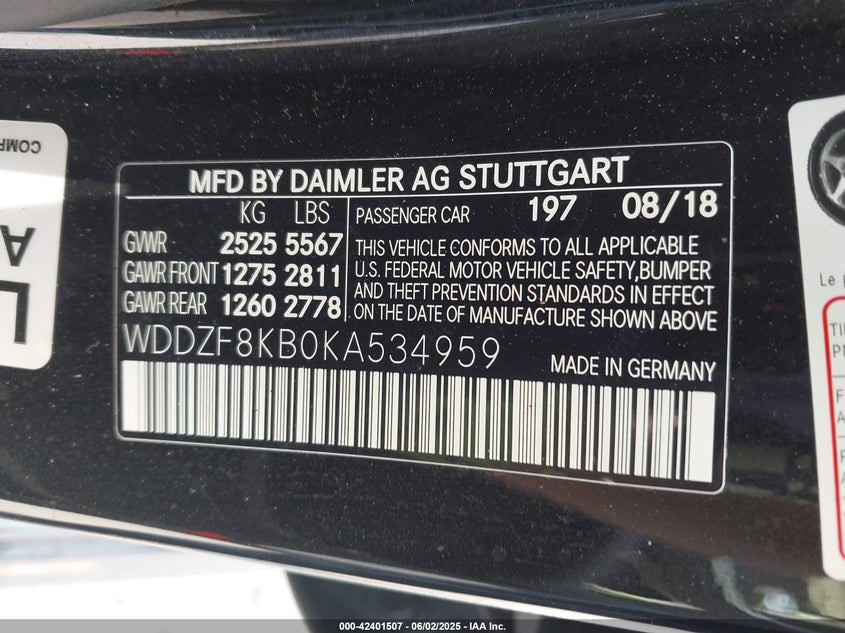 MFD BY DAIMLER AG STUTTGART
KG LBS
GVWR 2525 5567
GAWR FRONT 1275 2811
GAWR REAR 1260 2778
PASSENGER CAR 197 08/18
THIS VEHICLE CONFORMS TO ALL APPLICABLE
U.S. FEDERAL MOTOR VEHICLE SAFETY,BUMPER
AND THEFT PREVENTION STANDARDS IN EFFECT
ON THE DATE OF MANUFACTURE SHOWN ABOVE
WDDZF8KB0KA534959
MADE IN GERMANY
Le
000-42401507 - 06/02/2025 - IAA Inc.